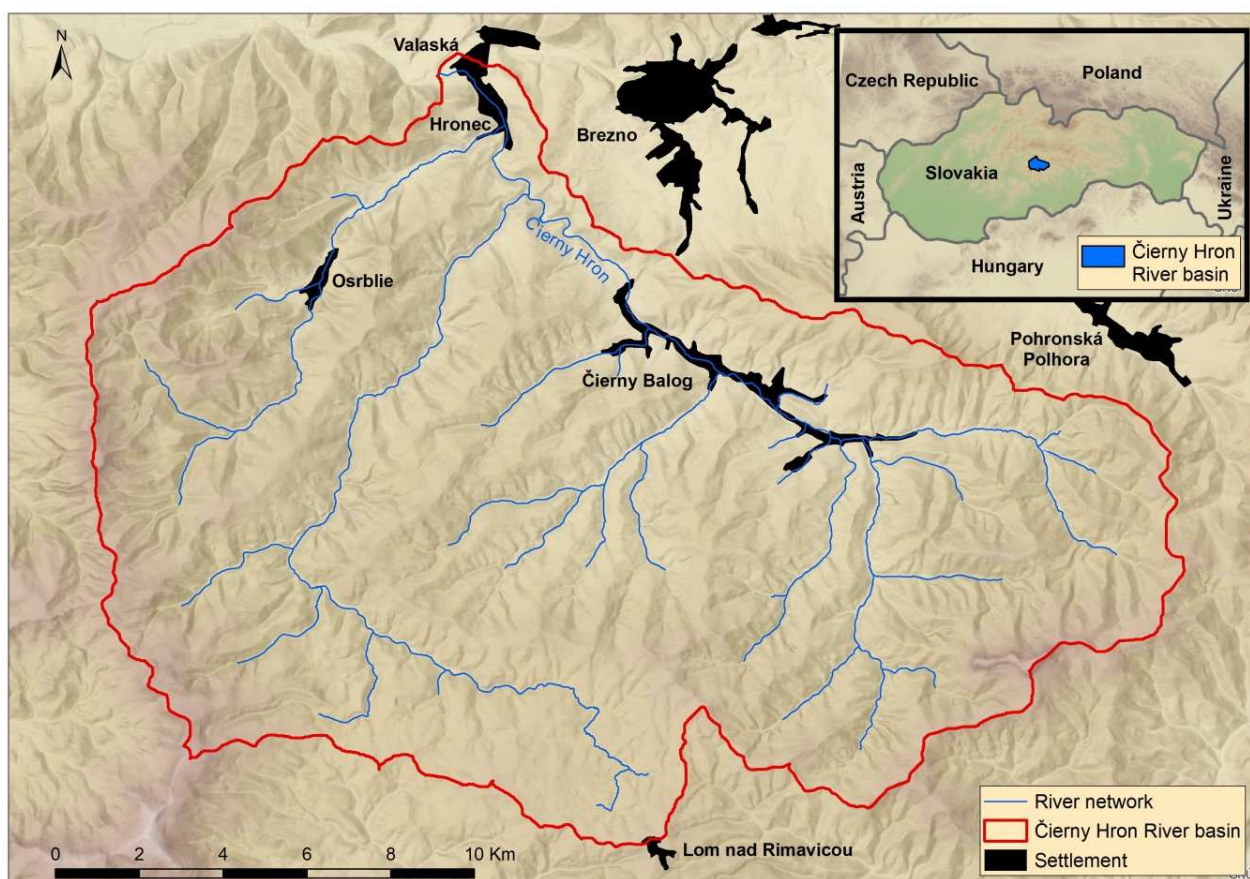 N
Valaská
Hronec
Brezno
Osrblie
Čierny Hron
Čierny Balog
Pohronská
Polhora
Lom nad Rimavicou
Czech Republic
Poland
Slovakia
Austria
Ukraine
Hungary
Čierny Hron
River basin
0 2 4 6 8 10 Km
River network
Čierny Hron River basin
Settlement